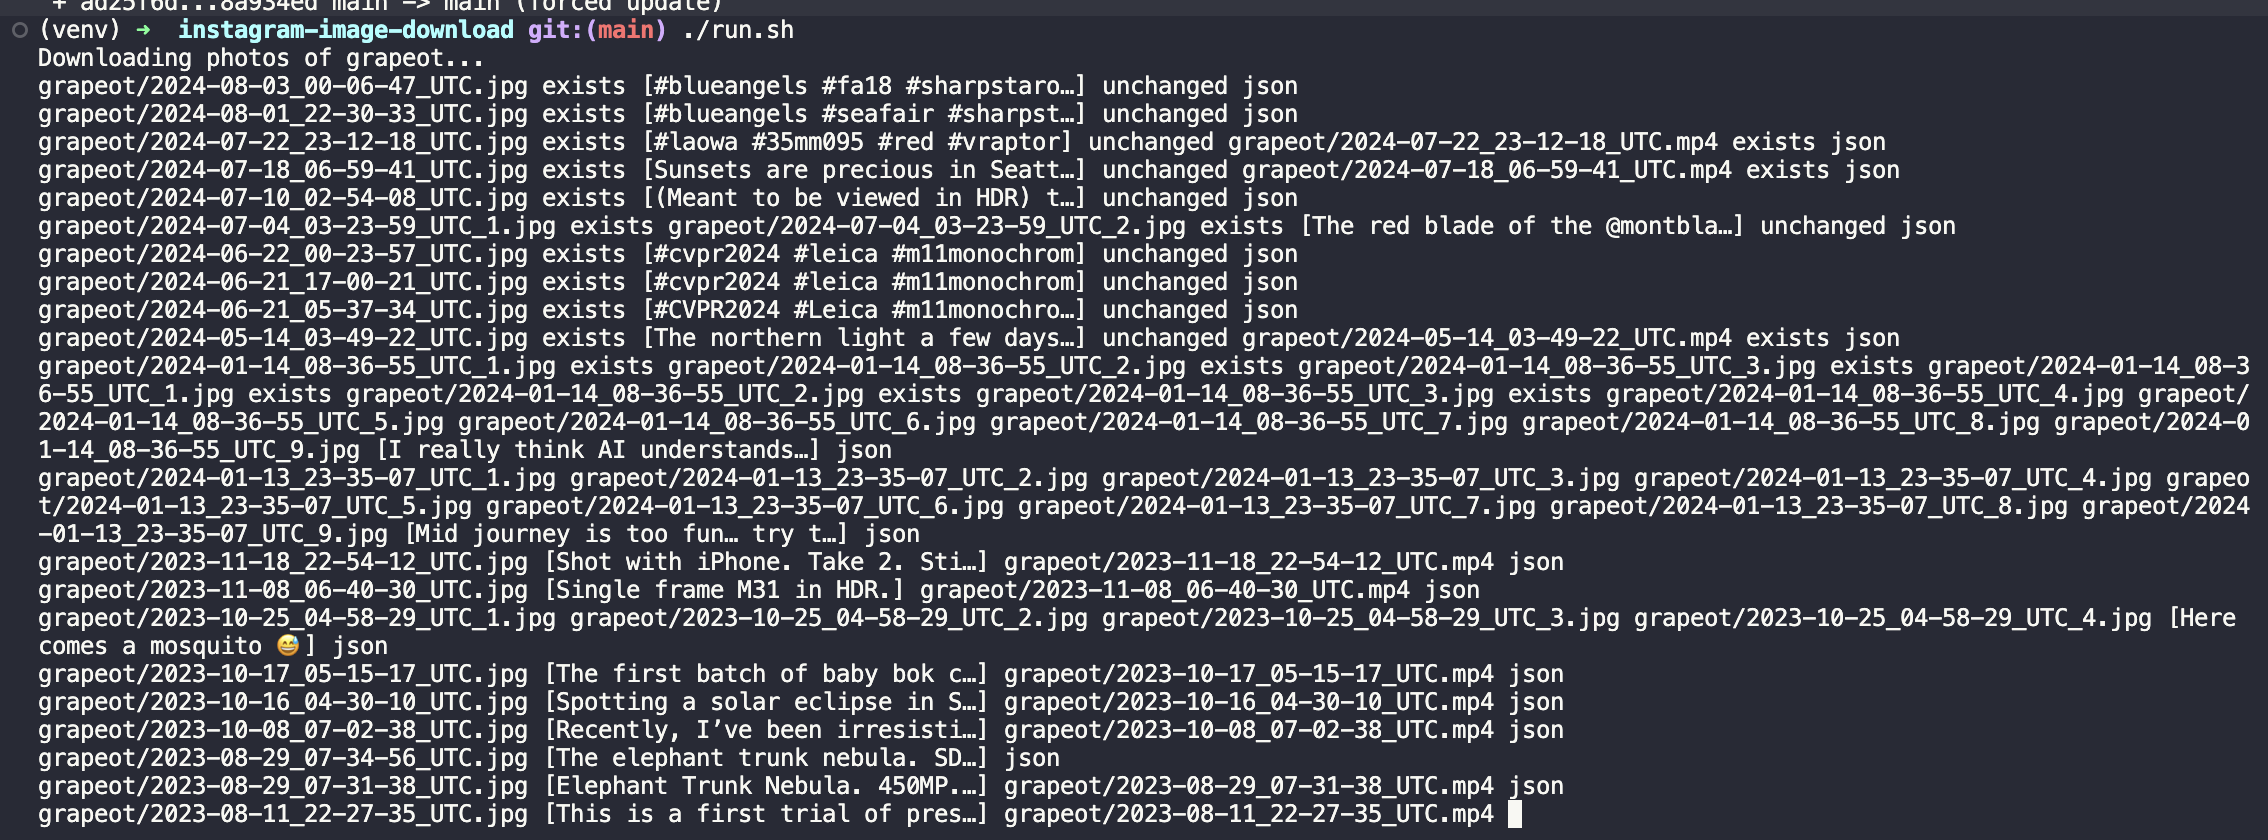 + ad25f6d...8a934ed main -> main (forced update)
(venv) ➜ instagram-image-download git:(main) ./run.sh
Downloading photos of grapeot...
grapeot/2024-08-03_00-06-47_UTC.jpg exists [#blueangels #fa18 #sharpstaro…] unchanged json
grapeot/2024-08-01_22-30-33_UTC.jpg exists [#blueangels #seafair #sharpst…] unchanged json
grapeot/2024-07-22_23-12-18_UTC.jpg exists [#laowa #35mm095 #red #vraptor] unchanged grapeot/2024-07-22_23-12-18_UTC.mp4 exists json
grapeot/2024-07-18_06-59-41_UTC.jpg exists [Sunsets are precious in Seatt…] unchanged grapeot/2024-07-18_06-59-41_UTC.mp4 exists json
grapeot/2024-07-10_02-54-08_UTC.jpg exists [(Meant to be viewed in HDR) t…] unchanged json
grapeot/2024-07-04_03-23-59_UTC_1.jpg exists grapeot/2024-07-04_03-23-59_UTC_2.jpg exists [The red blade of the @montbla…] unchanged json
grapeot/2024-06-22_00-23-57_UTC.jpg exists [#cvpr2024 #leica #m11monochrom] unchanged json
grapeot/2024-06-21_17-00-21_UTC.jpg exists [#cvpr2024 #leica #m11monochrom] unchanged json
grapeot/2024-06-21_05-37-34_UTC.jpg exists [#CVPR2024 #Leica #m11monochro…] unchanged json
grapeot/2024-05-14_03-49-22_UTC.jpg exists [The northern light a few days…] unchanged grapeot/2024-05-14_03-49-22_UTC.mp4 exists json
grapeot/2024-01-14_08-36-55_UTC_1.jpg exists grapeot/2024-01-14_08-36-55_UTC_2.jpg exists grapeot/2024-01-14_08-36-55_UTC_3.jpg exists grapeot/2024-01-14_08-3
6-55_UTC_1.jpg exists grapeot/2024-01-14_08-36-55_UTC_2.jpg exists grapeot/2024-01-14_08-36-55_UTC_3.jpg exists grapeot/2024-01-14_08-36-55_UTC_4.jpg grapeot/
2024-01-14_08-36-55_UTC_5.jpg grapeot/2024-01-14_08-36-55_UTC_6.jpg grapeot/2024-01-14_08-36-55_UTC_7.jpg grapeot/2024-01-14_08-36-55_UTC_8.jpg grapeot/2024-0
1-14_08-36-55_UTC_9.jpg [I really think AI understands…] json
grapeot/2024-01-13_23-35-07_UTC_1.jpg grapeot/2024-01-13_23-35-07_UTC_2.jpg grapeot/2024-01-13_23-35-07_UTC_3.jpg grapeot/2024-01-13_23-35-07_UTC_4.jpg grapeo
t/2024-01-13_23-35-07_UTC_5.jpg grapeot/2024-01-13_23-35-07_UTC_6.jpg grapeot/2024-01-13_23-35-07_UTC_7.jpg grapeot/2024-01-13_23-35-07_UTC_8.jpg grapeot/2024
-01-13_23-35-07_UTC_9.jpg [Mid journey is too fun… try t…] json
grapeot/2023-11-18_22-54-12_UTC.jpg [Shot with iPhone. Take 2. Sti…] grapeot/2023-11-18_22-54-12_UTC.mp4 json
grapeot/2023-11-08_06-40-30_UTC.jpg [Single frame M31 in HDR.] grapeot/2023-11-08_06-40-30_UTC.mp4 json
grapeot/2023-10-25_04-58-29_UTC_1.jpg grapeot/2023-10-25_04-58-29_UTC_2.jpg grapeot/2023-10-25_04-58-29_UTC_3.jpg grapeot/2023-10-25_04-58-29_UTC_4.jpg [Here
comes a mosquito 😅] json
grapeot/2023-10-17_05-15-17_UTC.jpg [The first batch of baby bok c…] grapeot/2023-10-17_05-15-17_UTC.mp4 json
grapeot/2023-10-16_04-30-10_UTC.jpg [Spotting a solar eclipse in S…] grapeot/2023-10-16_04-30-10_UTC.mp4 json
grapeot/2023-10-08_07-02-38_UTC.jpg [Recently, I’ve been irresisti…] grapeot/2023-10-08_07-02-38_UTC.mp4 json
grapeot/2023-08-29_07-34-56_UTC.jpg [The elephant trunk nebula. SD…] json
grapeot/2023-08-29_07-31-38_UTC.jpg [Elephant Trunk Nebula. 450MP.…] grapeot/2023-08-29_07-31-38_UTC.mp4 json
grapeot/2023-08-11_22-27-35_UTC.jpg [This is a first trial of pres…] grapeot/2023-08-11_22-27-35_UTC.mp4